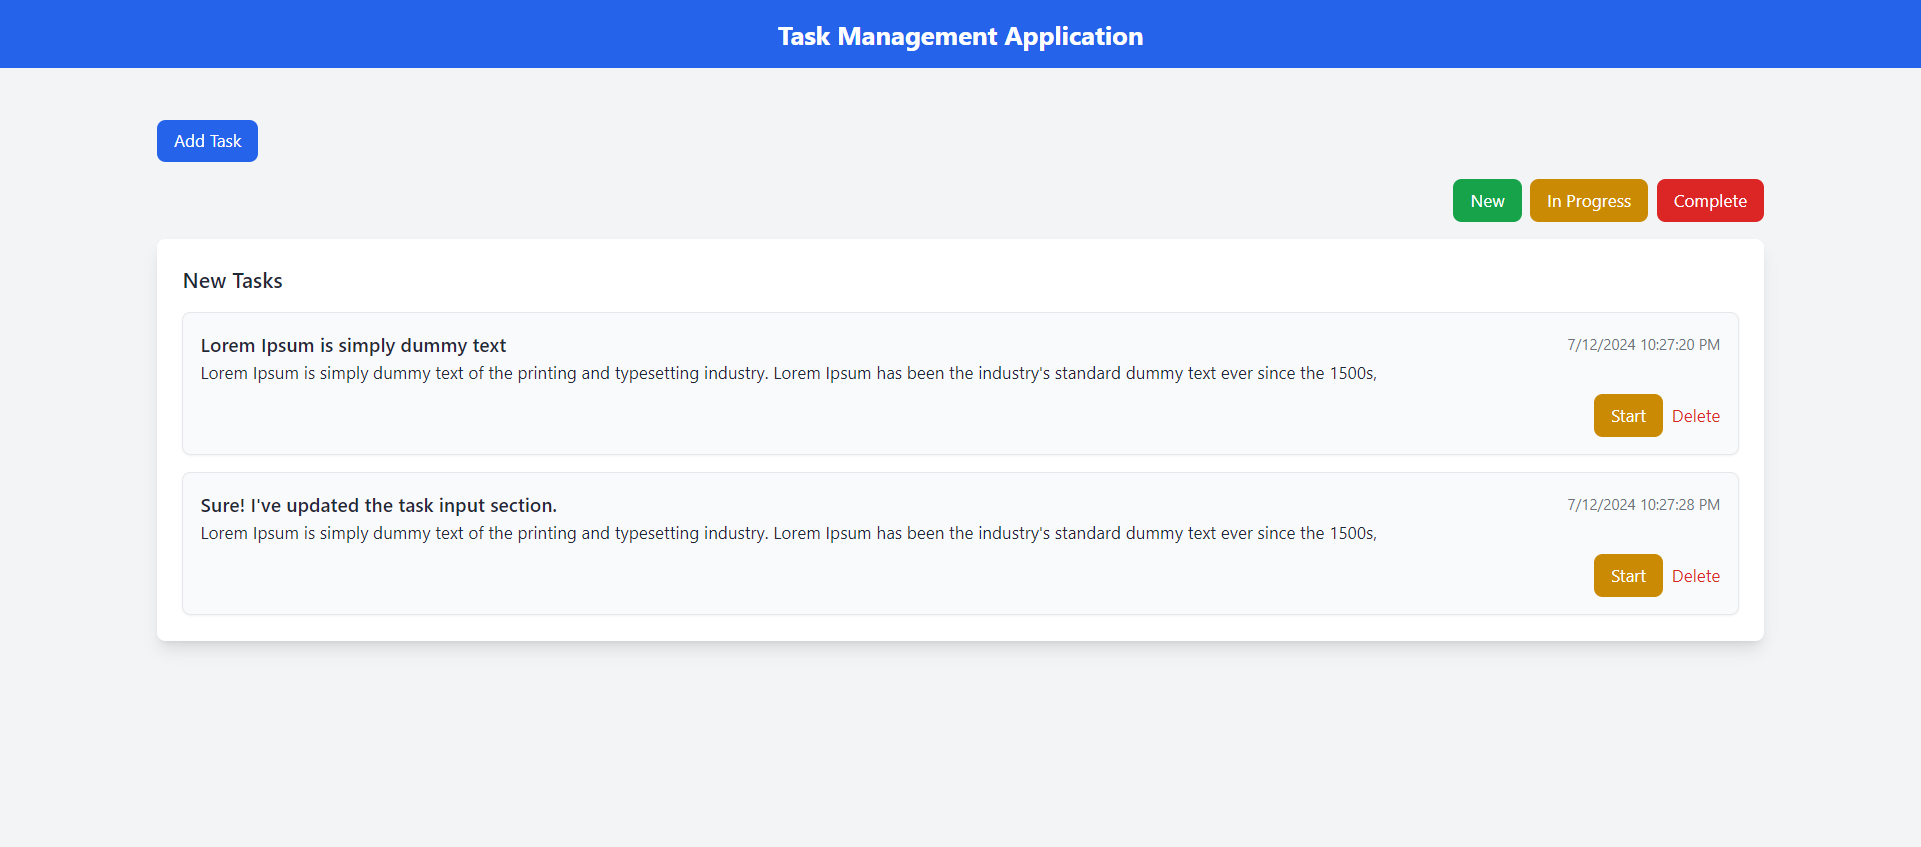 Task Management Application
Add Task
New
In Progress
Complete
New Tasks
Lorem Ipsum is simply dummy text
7/12/2024 10:27:20 PM
Lorem Ipsum is simply dummy text of the printing and typesetting industry. Lorem Ipsum has been the industry's standard dummy text ever since the 1500s,
Start
Delete
Sure! I've updated the task input section.
7/12/2024 10:27:28 PM
Lorem Ipsum is simply dummy text of the printing and typesetting industry. Lorem Ipsum has been the industry's standard dummy text ever since the 1500s,
Start
Delete